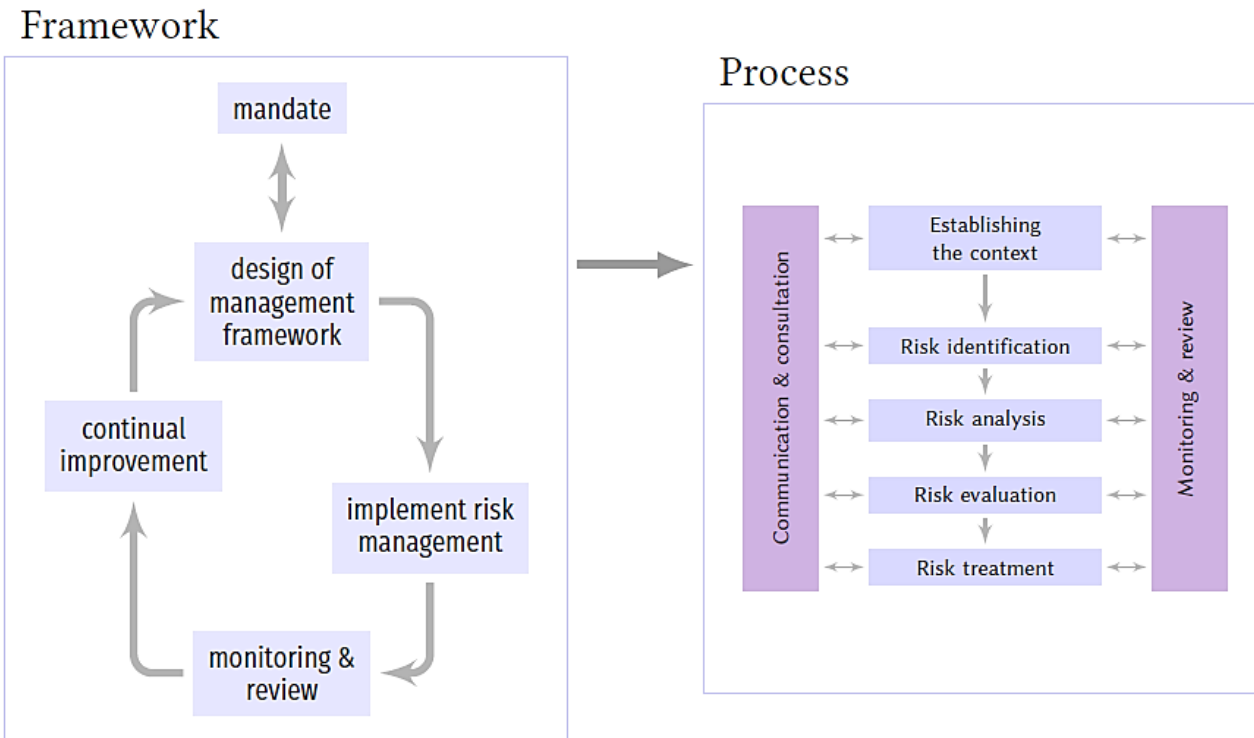 Framework
mandate
design of
management
framework
continual
improvement
implement risk
management
monitoring &
review
Process
Communication & consultation
Establishing
the context
Risk identification
Risk analysis
Risk evaluation
Risk treatment
Monitoring & review